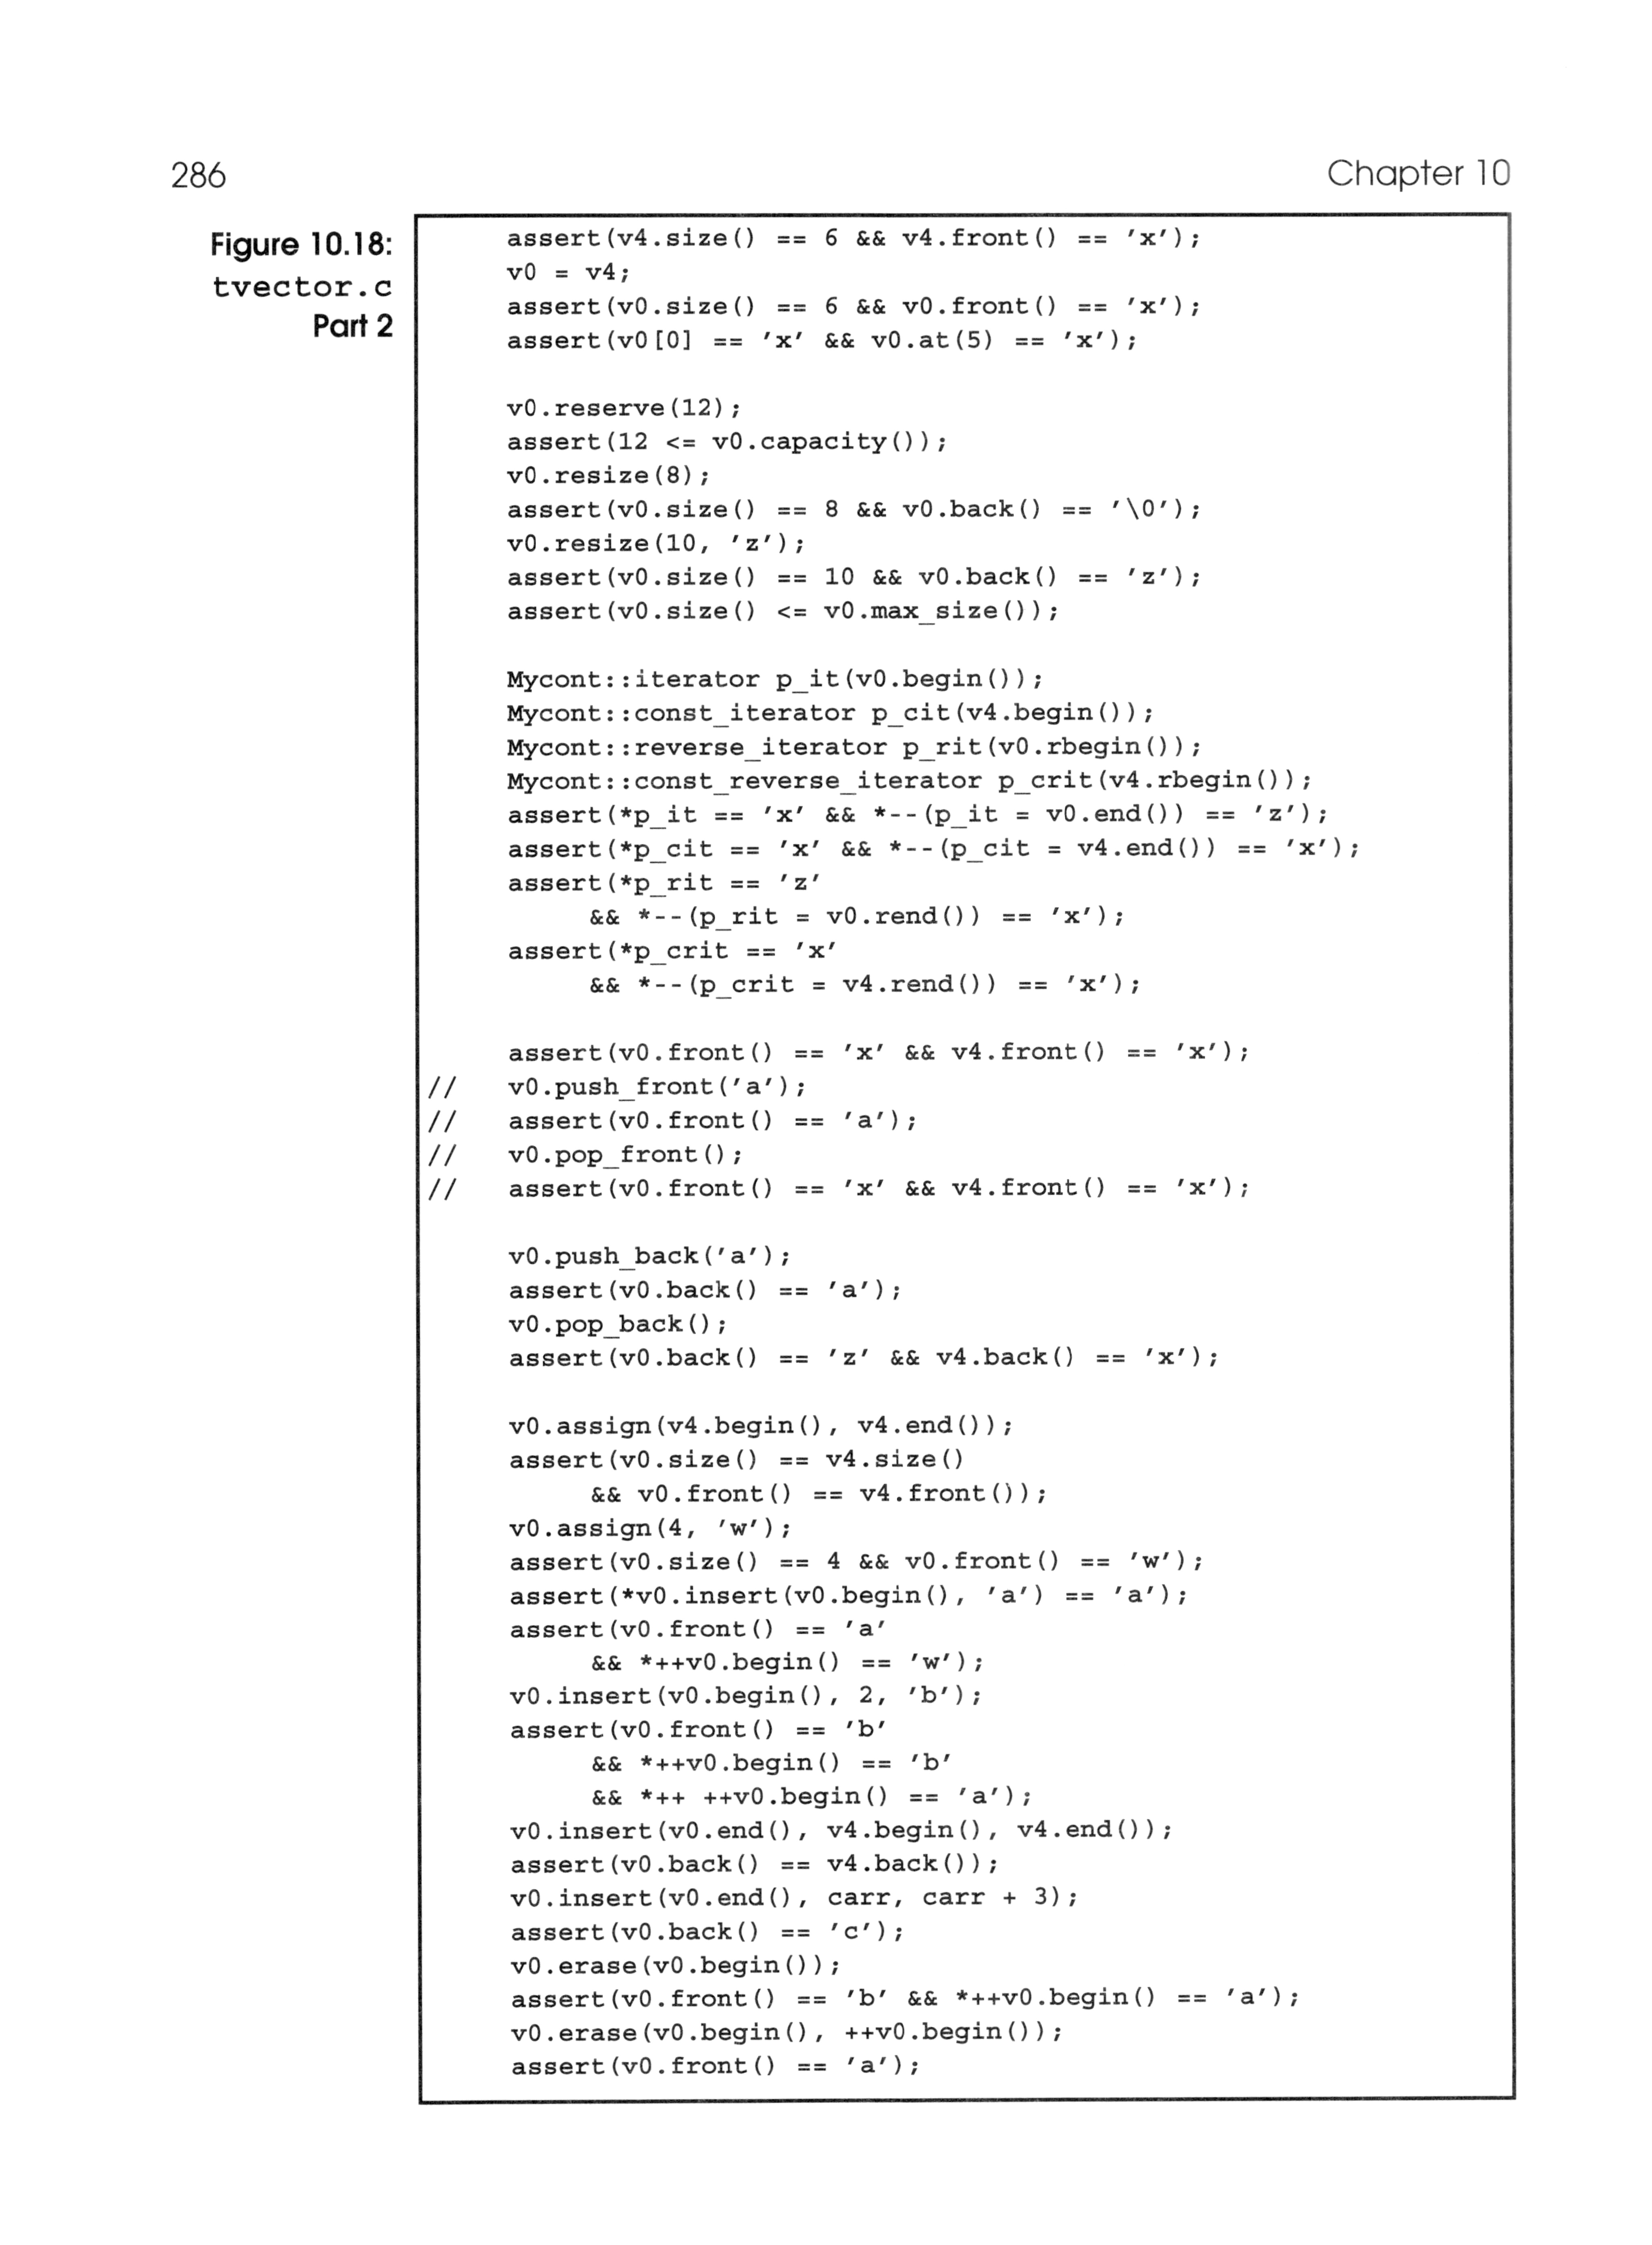 286
Chapter 10
Figure 10.18:
tvector.c
Part 2
assert(v4.size() == 6 && v4.front() == 'x');
v0 = v4;
assert(v0.size() == 6 && v0.front() == 'x');
assert(v0[0] == 'x' && v0.at(5) == 'x');
v0.reserve(12);
assert(12 <= v0.capacity());
v0.resize(8);
assert(v0.size() == 8 && v0.back() == '\0');
v0.resize(10, 'z');
assert(v0.size() == 10 && v0.back() == 'z');
assert(v0.size() <= v0.max_size());
Mycont::iterator p_it(v0.begin());
Mycont::const_iterator p_cit(v4.begin());
Mycont::reverse_iterator p_rit(v0.rbegin());
Mycont::const_reverse_iterator p_crit(v4.rbegin());
assert(*p_it == 'x' && *--(p_it = v0.end()) == 'z');
assert(*p_cit == 'x' && *--(p_cit = v4.end()) == 'x');
assert(*p_rit == 'z'
&& *--(p_rit = v0.rend()) == 'x');
assert(*p_crit == 'x'
&& *--(p_crit = v4.rend()) == 'x');
assert(v0.front() == 'x' && v4.front() == 'x');
// v0.push_front('a');
// assert(v0.front() == 'a');
// v0.pop_front();
// assert(v0.front() == 'x' && v4.front() == 'x');
v0.push_back('a');
assert(v0.back() == 'a');
v0.pop_back();
assert(v0.back() == 'z' && v4.back() == 'x');
v0.assign(v4.begin(), v4.end());
assert(v0.size() == v4.size()
&& v0.front() == v4.front());
v0.assign(4, 'w');
assert(v0.size() == 4 && v0.front() == 'w');
assert(*v0.insert(v0.begin(), 'a') == 'a');
assert(v0.front() == 'a'
&& *++v0.begin() == 'w');
v0.insert(v0.begin(), 2, 'b');
assert(v0.front() == 'b'
&& *++v0.begin() == 'b'
&& *++ ++v0.begin() == 'a');
v0.insert(v0.end(), v4.begin(), v4.end());
assert(v0.back() == v4.back());
v0.insert(v0.end(), carr, carr + 3);
assert(v0.back() == 'c');
v0.erase(v0.begin());
assert(v0.front() == 'b' && *++v0.begin() == 'a');
v0.erase(v0.begin(), ++v0.begin());
assert(v0.front() == 'a');